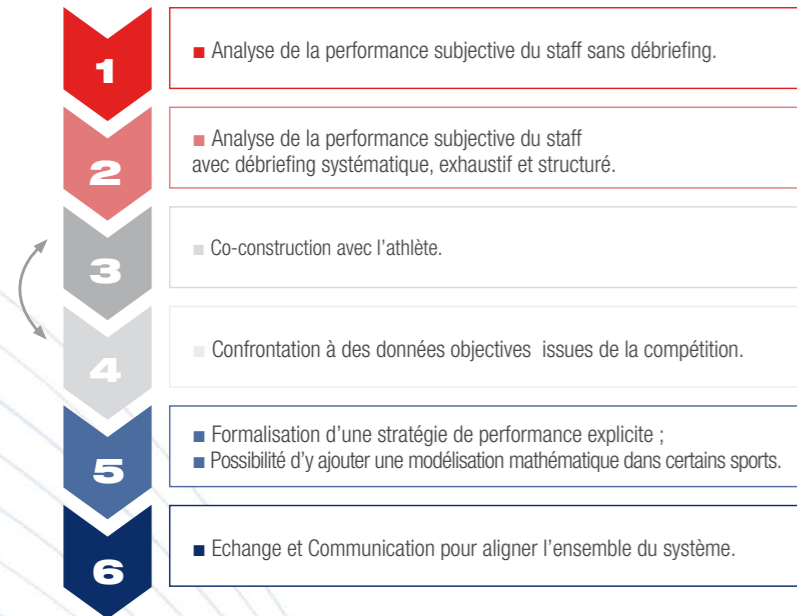 1
■ Analyse de la performance subjective du staff sans débriefing.
2
■ Analyse de la performance subjective du staff
avec débriefing systématique, exhaustif et structuré.
3
■ Co-construction avec l'athlète.
4
■ Confrontation à des données objectives issues de la compétition.
5
■ Formalisation d'une stratégie de performance explicite ;
■ Possibilité d'y ajouter une modélisation mathématique dans certains sports.
6
■ Echange et Communication pour aligner l'ensemble du système.